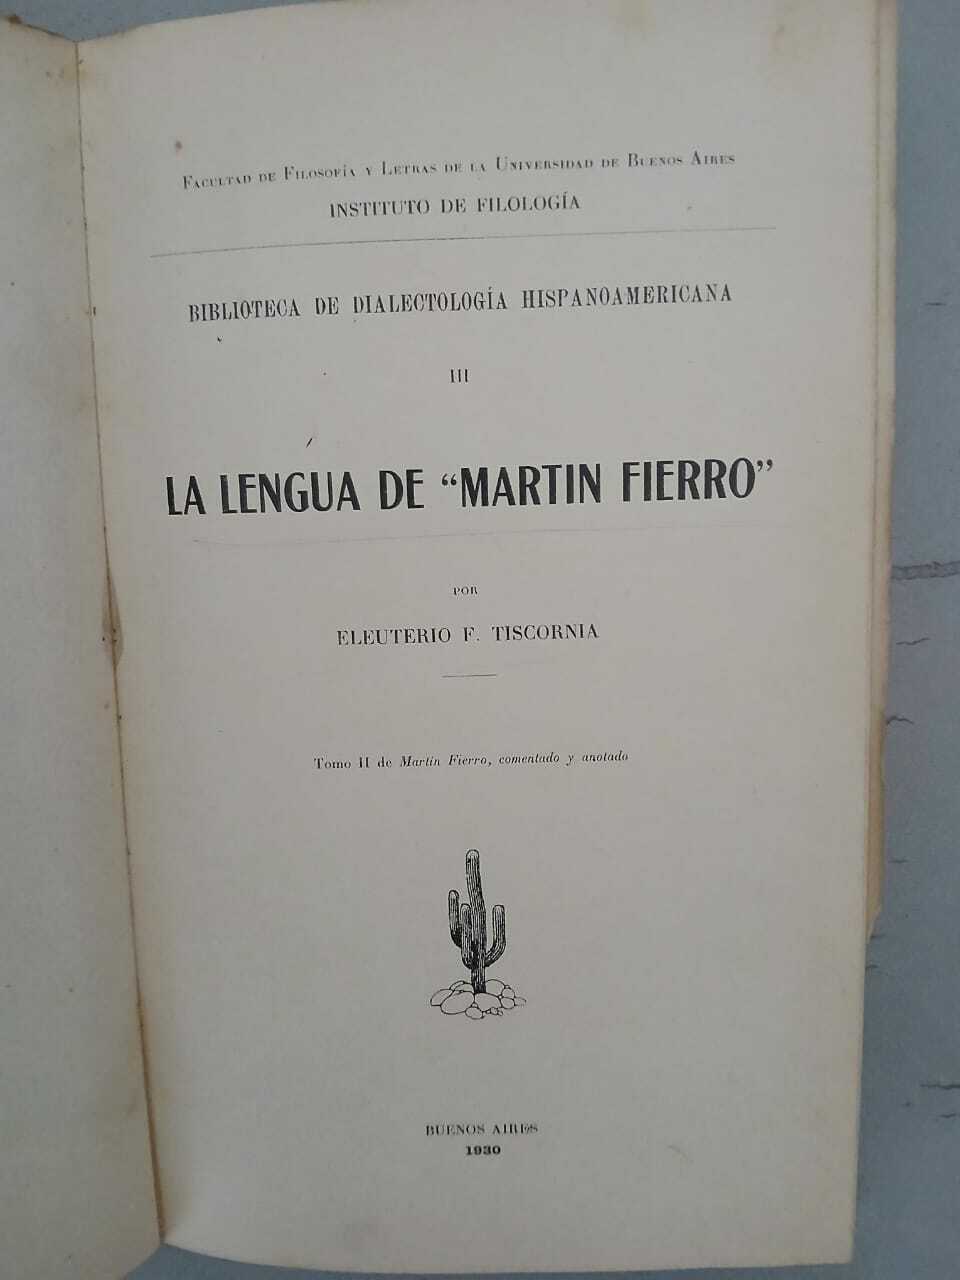 Facultad de Filosofía y Letras de la Universidad de Buenos Aires
INSTITUTO DE FILOLOGÍA
BIBLIOTECA DE DIALECTOLOGÍA HISPANOAMERICANA
III
LA LENGUA DE “MARTIN FIERRO”
POR
ELEUTERIO F. TISCORNIA
Tomo II de Martín Fierro, comentado y anotado
BUENOS AIRES
1930